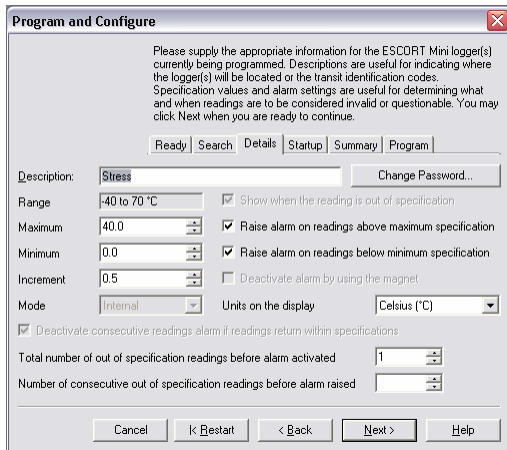 Program and Configure
Please supply the appropriate information for the ESCORT Mini logger(s)
currently being programmed. Descriptions are useful for indicating where
the logger(s) will be located or the transit identification codes.
Specification values and alarm settings are useful for determining what
and when readings are to be considered invalid or questionable. You may
click Next when you are ready to continue.
Ready Search Details Startup Summary Program
Description: Stress Change Password...
Range -40 to 70 °C Show when the reading is out of specification
Maximum 40.0 Raise alarm on readings above maximum specification
Minimum 0.0 Raise alarm on readings below minimum specification
Increment 0.5 Deactivate alarm by using the magnet
Mode Internal Units on the display Celsius (°C)
Deactivate consecutive readings alarm if readings return within specifications
Total number of out of specification readings before alarm activated 1
Number of consecutive out of specification readings before alarm raised
Cancel |< Restart < Back Next > Help